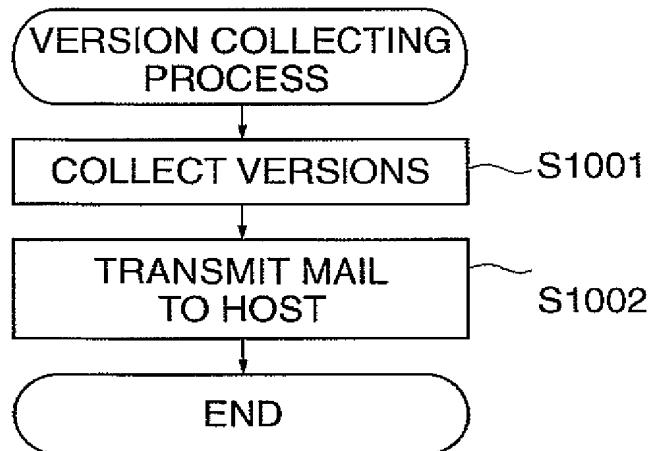 VERSION COLLECTING
PROCESS
COLLECT VERSIONS
S1001
TRANSMIT MAIL
TO HOST
S1002
END